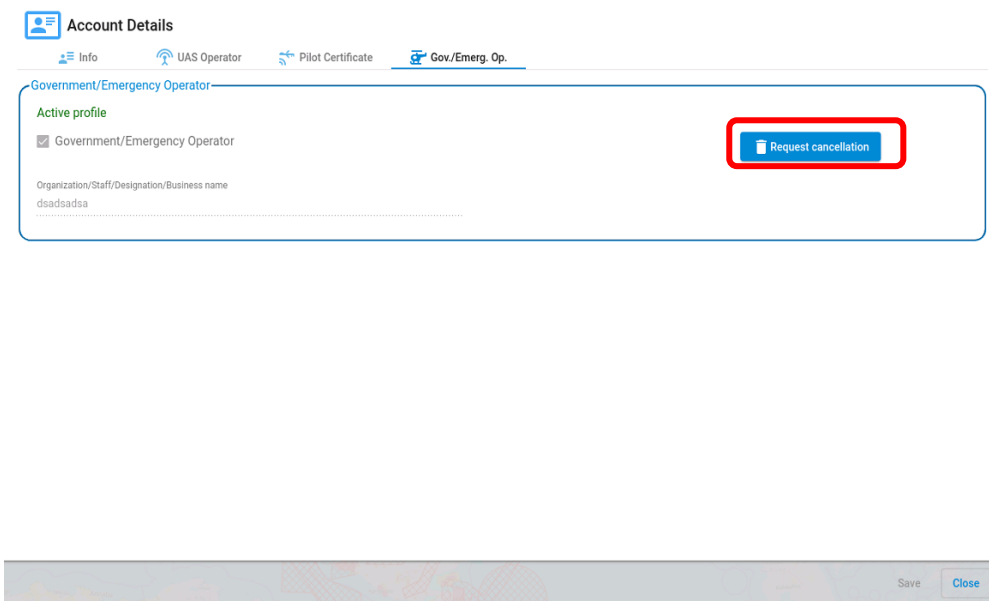 Account Details
Info UAS Operator Pilot Certificate Gov./Emerg. Op.
Government/Emergency Operator
Active profile
Government/Emergency Operator
Request cancellation
Organization/Staff/Designation/Business name
dsadsadsa
Save Close